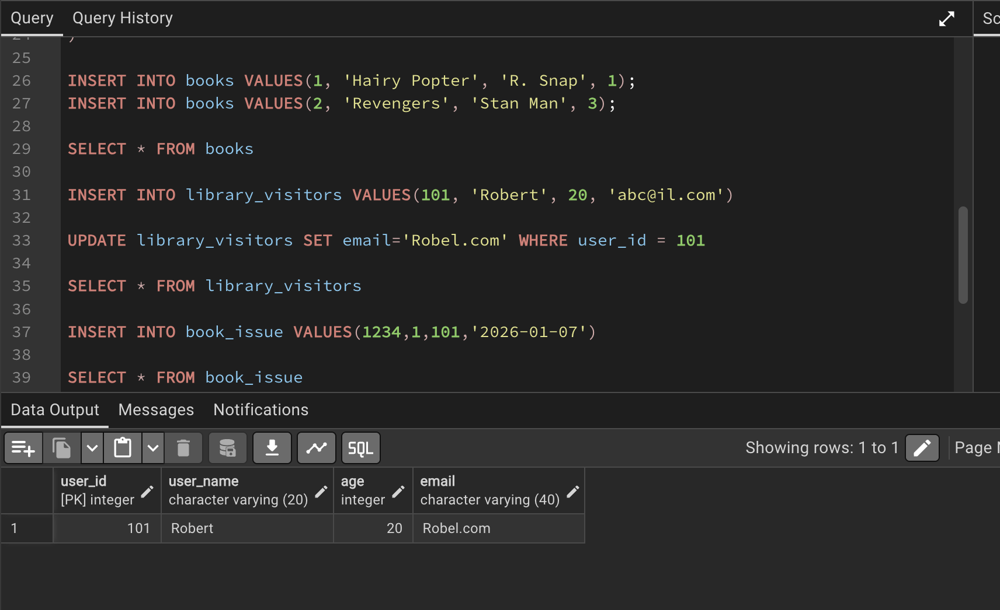 Query Query History Sc
25
26 INSERT INTO books VALUES(1, 'Hairy Popter', 'R. Snap', 1);
27 INSERT INTO books VALUES(2, 'Revengers', 'Stan Man', 3);
28
29 SELECT * FROM books
30
31 INSERT INTO library_visitors VALUES(101, 'Robert', 20, 'abc@il.com')
32
33 UPDATE library_visitors SET email='Robel.com' WHERE user_id = 101
34
35 SELECT * FROM library_visitors
36
37 INSERT INTO book_issue VALUES(1234,1,101,'2026-01-07')
38
39 SELECT * FROM book_issue
Data Output Messages Notifications
SQL Showing rows: 1 to 1 Page
user_id user_name age email
[PK] integer character varying (20) integer character varying (40)
1 101 Robert 20 Robel.com